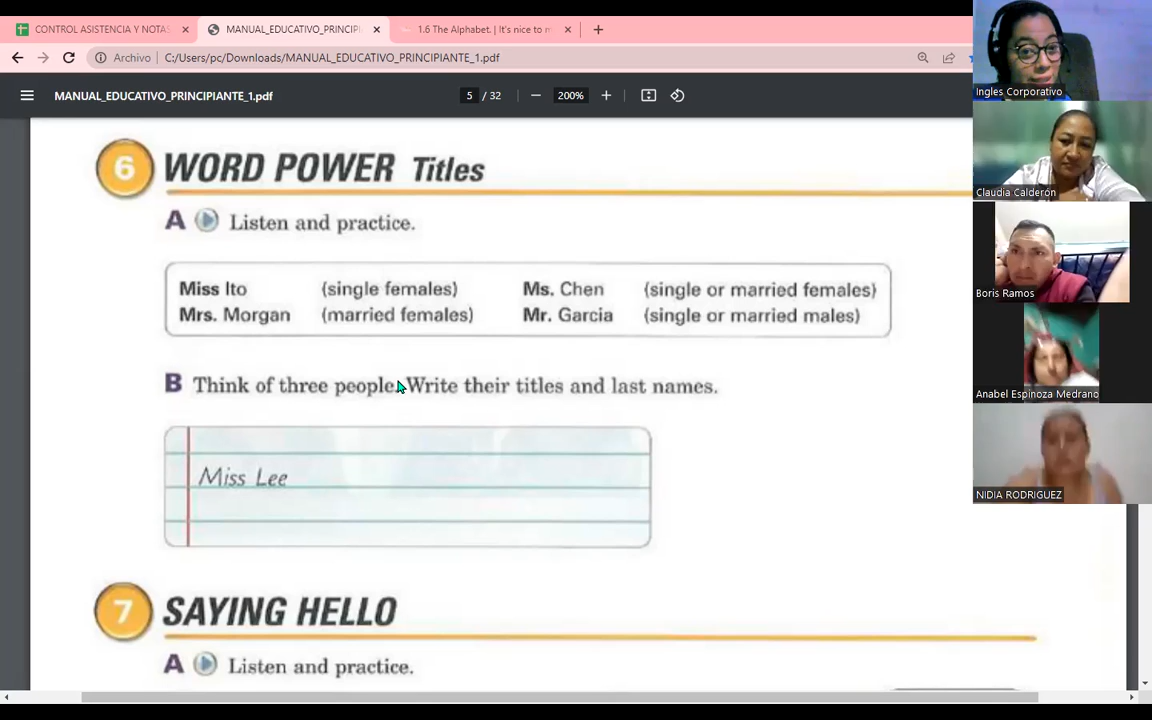 CONTROL ASISTENCIA Y NOTAS
MANUAL_EDUCATIVO_PRINCIPI
1.6 The Alphabet. | It's nice to m
Archivo
C:/Users/pc/Downloads/MANUAL_EDUCATIVO_PRINCIPIANTE_1.pdf
MANUAL_EDUCATIVO_PRINCIPIANTE_1.pdf
5 / 32
200%
6 WORD POWER Titles
A Listen and practice.
Miss Ito (single females) Ms. Chen (single or married females)
Mrs. Morgan (married females) Mr. Garcia (single or married males)
B Think of three people. Write their titles and last names.
Miss Lee
7 SAYING HELLO
A Listen and practice.
Ingles Corporativo
Claudia Calderón
Boris Ramos
Anabel Espinoza Medrano
NIDIA RODRIGUEZ